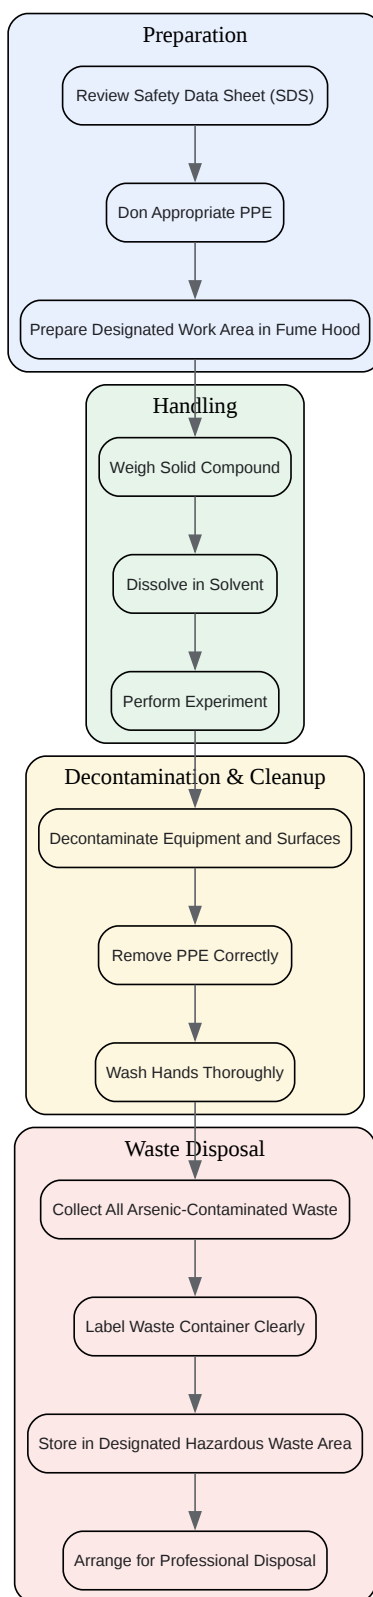 Preparation
Review Safety Data Sheet (SDS)
Don Appropriate PPE
Prepare Designated Work Area in Fume Hood
Handling
Weigh Solid Compound
Dissolve in Solvent
Perform Experiment
Decontamination & Cleanup
Decontaminate Equipment and Surfaces
Remove PPE Correctly
Wash Hands Thoroughly
Waste Disposal
Collect All Arsenic-Contaminated Waste
Label Waste Container Clearly
Store in Designated Hazardous Waste Area
Arrange for Professional Disposal